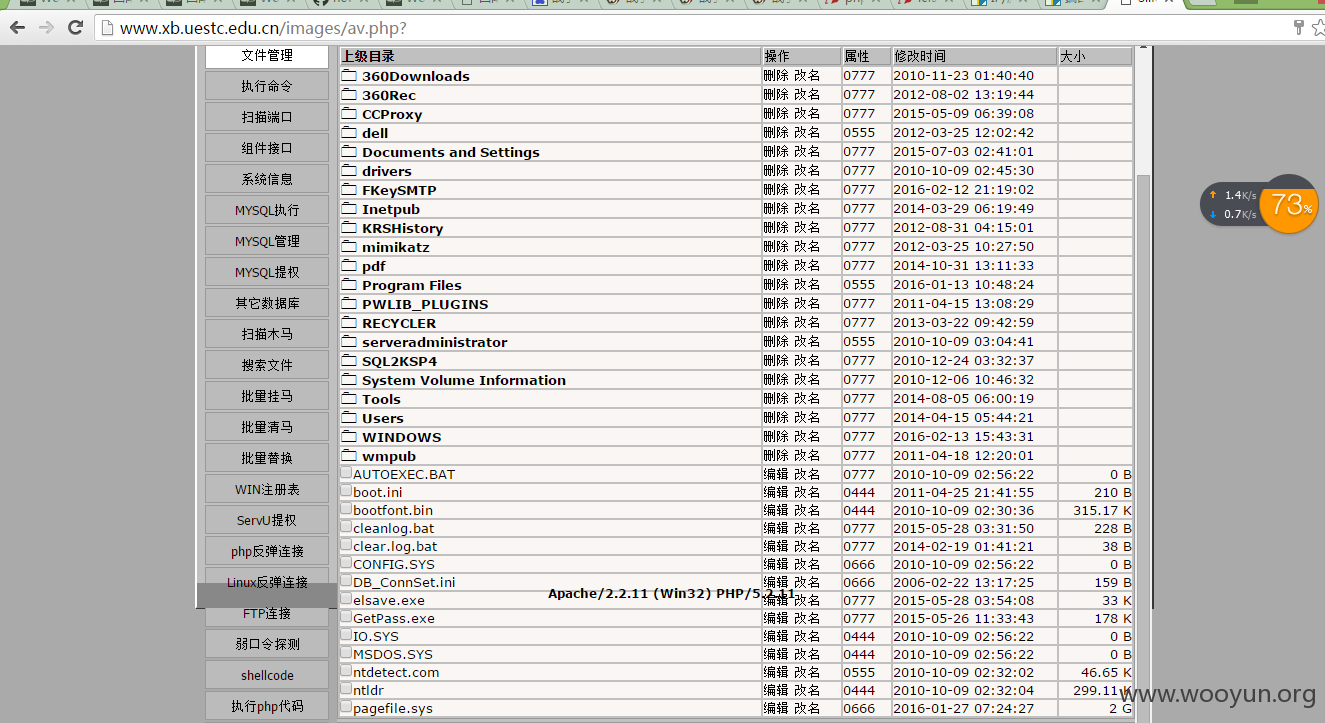 www.xb.uestc.edu.cn/images/av.php?
文件管理
执行命令
扫描端口
组件接口
系统信息
MYSQL执行
MYSQL管理
MYSQL提权
其它数据库
扫描木马
搜索文件
批量挂马
批量清马
批量替换
WIN注册表
ServU提权
php反弹连接
Linux反弹连接
FTP连接
弱口令探测
shellcode
执行php代码
上级目录 操作 属性 修改时间 大小
360Downloads 删除 改名 0777 2010-11-23 01:40:40
360Rec 删除 改名 0777 2012-08-02 13:19:44
CCProxy 删除 改名 0777 2015-05-09 06:39:08
dell 删除 改名 0555 2012-03-25 12:02:42
Documents and Settings 删除 改名 0777 2015-07-03 02:41:01
drivers 删除 改名 0777 2010-10-09 02:45:30
FKeySMTP 删除 改名 0777 2016-02-12 21:19:02
Inetpub 删除 改名 0777 2014-03-29 06:19:49
KRSHistory 删除 改名 0777 2012-08-31 04:15:01
mimikatz 删除 改名 0777 2012-03-25 10:27:50
pdf 删除 改名 0777 2014-10-31 13:11:33
Program Files 删除 改名 0555 2016-01-13 10:48:24
PWLIB_PLUGINS 删除 改名 0777 2011-04-15 13:08:29
RECYCLER 删除 改名 0777 2013-03-22 09:42:59
serveradministrator 删除 改名 0555 2010-10-09 03:04:41
SQL2KSP4 删除 改名 0777 2010-12-24 03:32:37
System Volume Information 删除 改名 0777 2010-12-06 10:46:32
Tools 删除 改名 0777 2014-08-05 06:00:19
Users 删除 改名 0777 2014-04-15 05:44:21
WINDOWS 删除 改名 0777 2016-02-13 15:43:31
wmpub 删除 改名 0777 2011-04-18 12:20:01
AUTOEXEC.BAT 编辑 改名 0777 2010-10-09 02:56:22 0 B
boot.ini 编辑 改名 0444 2011-04-25 21:41:55 210 B
bootfont.bin 编辑 改名 0444 2010-10-09 02:30:36 315.17 K
cleanlog.bat 编辑 改名 0777 2015-05-28 03:31:50 228 B
clear.log.bat 编辑 改名 0777 2014-02-19 01:41:21 38 B
CONFIG.SYS 编辑 改名 0666 2010-10-09 02:56:22 0 B
DB_ConnSet.ini 编辑 改名 0666 2006-02-22 13:17:25 159 B
Apache/2.2.11 (Win32) PHP/5.2.11
elsave.exe 编辑 改名 0777 2015-05-28 03:54:08 33 K
GetPass.exe 编辑 改名 0777 2015-05-26 11:33:43 178 K
IO.SYS 编辑 改名 0444 2010-10-09 02:56:22 0 B
MSDOS.SYS 编辑 改名 0444 2010-10-09 02:56:22 0 B
ntdetect.com 编辑 改名 0555 2010-10-09 02:32:02 46.65 K
ntldr 编辑 改名 0444 2010-10-09 02:32:04 299.11 K
pagefile.sys 编辑 改名 0666 2016-01-27 07:24:27 2 G
1.4K/s
0.7K/s
73%
www.wooyun.org